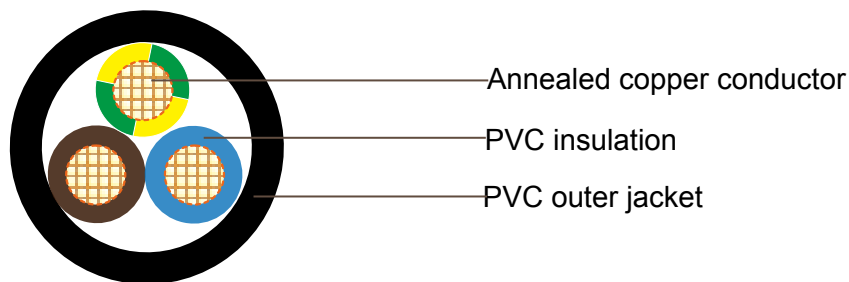 Annealed copper conductor
PVC insulation
PVC outer jacket